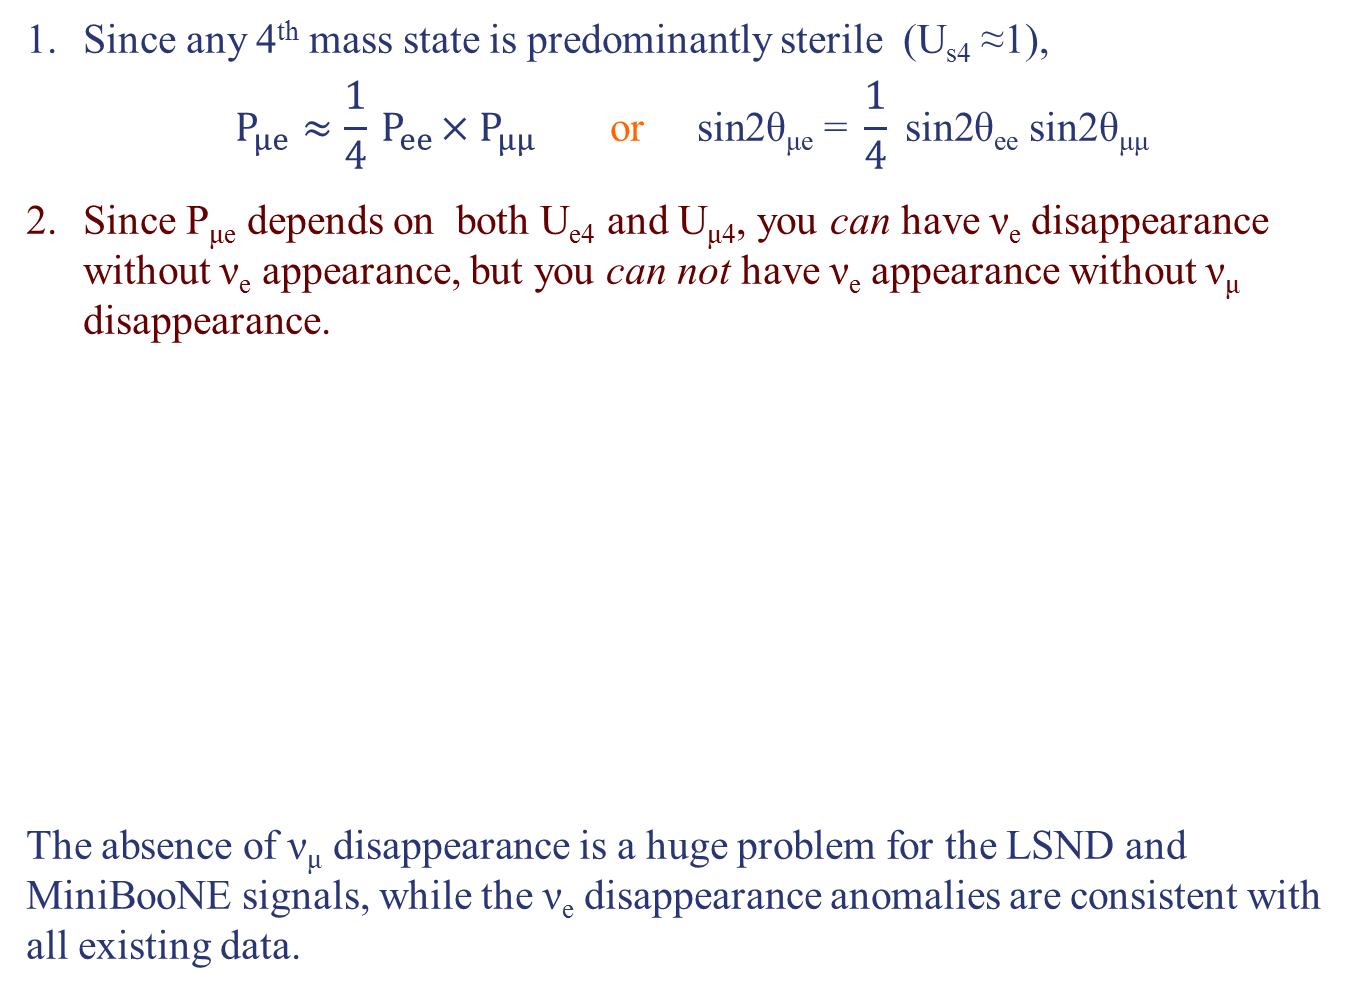 1. Since any 4th mass state is predominantly sterile (Us4 ≈1),
Pμe ≈ 1/4 Pee × Pμμ or sin2θμe = 1/4 sin2θee sin2θμμ
2. Since Pμe depends on both Ue4 and Uμ4, you can have νe disappearance
without νe appearance, but you can not have νe appearance without νμ
disappearance.
The absence of νμ disappearance is a huge problem for the LSND and
MiniBooNE signals, while the νe disappearance anomalies are consistent with
all existing data.